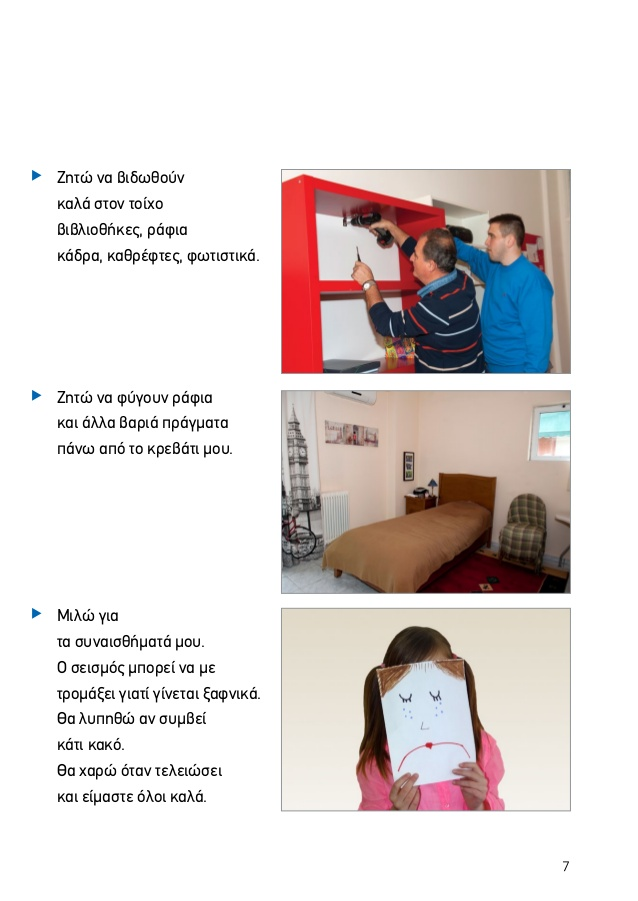 Ζητώ να βιδωθούν
καλά στον τοίχο
βιβλιοθήκες, ράφια
κάδρα, καθρέφτες, φωτιστικά.
Ζητώ να φύγουν ράφια
και άλλα βαριά πράγματα
πάνω από το κρεβάτι μου.
Μιλώ για
τα συναισθήματά μου.
Ο σεισμός μπορεί να με
τρομάξει γιατί γίνεται ξαφνικά.
Θα λυπηθώ αν συμβεί
κάτι κακό.
Θα χαρώ όταν τελειώσει
και είμαστε όλοι καλά.
7